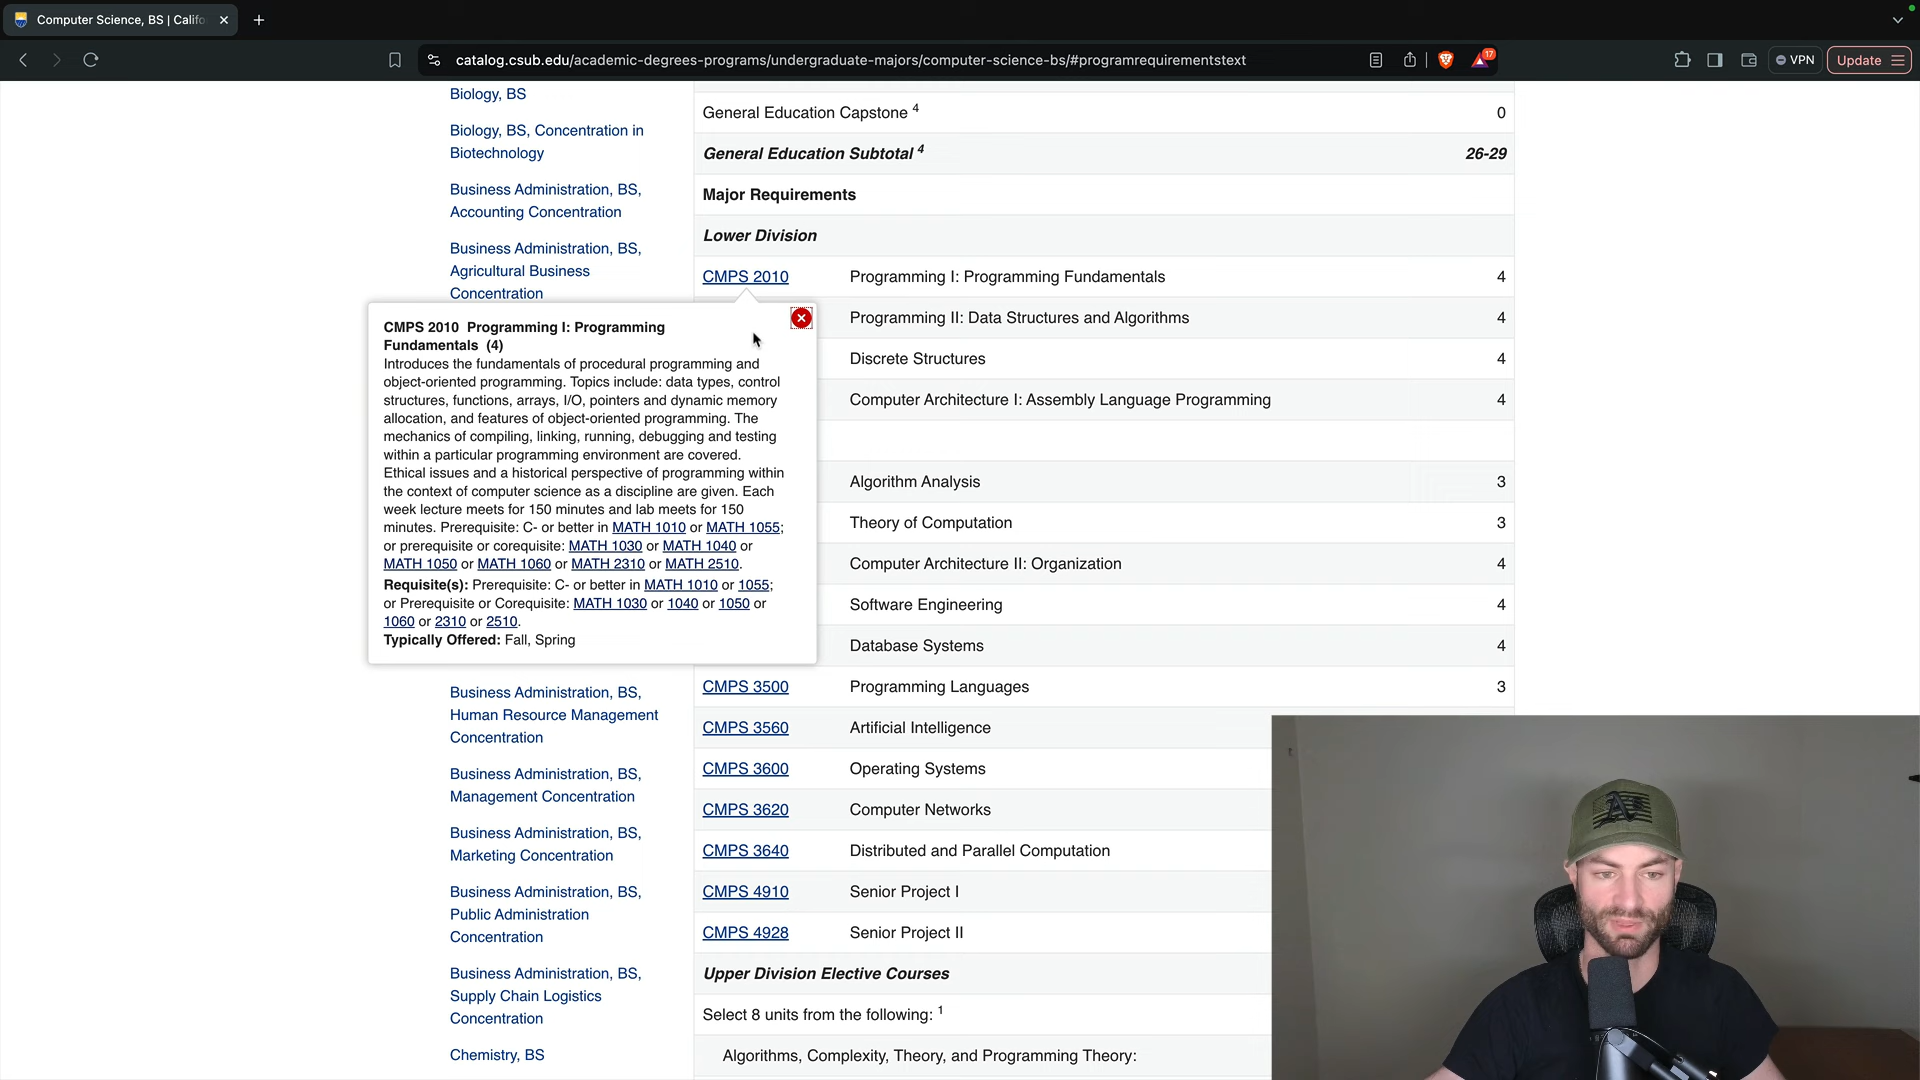 Computer Science, BS | Califo
catalog.csub.edu/academic-degrees-programs/undergraduate-majors/computer-science-bs/#programrequirementstext
17
VPN
Update
Biology, BS
Biology, BS, Concentration in
Biotechnology
Business Administration, BS,
Accounting Concentration
Business Administration, BS,
Agricultural Business
Concentration
General Education Capstone 4 0
General Education Subtotal 4 26-29
Major Requirements
Lower Division
CMPS 2010 Programming I: Programming Fundamentals 4
Programming II: Data Structures and Algorithms 4
Discrete Structures 4
Computer Architecture I: Assembly Language Programming 4
Algorithm Analysis 3
Theory of Computation 3
Computer Architecture II: Organization 4
Software Engineering 4
Database Systems 4
CMPS 3500 Programming Languages 3
CMPS 3560 Artificial Intelligence
CMPS 3600 Operating Systems
CMPS 3620 Computer Networks
CMPS 3640 Distributed and Parallel Computation
CMPS 4910 Senior Project I
CMPS 4928 Senior Project II
Upper Division Elective Courses
Select 8 units from the following: 1
Algorithms, Complexity, Theory, and Programming Theory:
CMPS 2010 Programming I: Programming
Fundamentals (4)
Introduces the fundamentals of procedural programming and
object-oriented programming. Topics include: data types, control
structures, functions, arrays, I/O, pointers and dynamic memory
allocation, and features of object-oriented programming. The
mechanics of compiling, linking, running, debugging and testing
within a particular programming environment are covered.
Ethical issues and a historical perspective of programming within
the context of computer science as a discipline are given. Each
week lecture meets for 150 minutes and lab meets for 150
minutes. Prerequisite: C- or better in MATH 1010 or MATH 1055;
or prerequisite or corequisite: MATH 1030 or MATH 1040 or
MATH 1050 or MATH 1060 or MATH 2310 or MATH 2510.
Requisite(s): Prerequisite: C- or better in MATH 1010 or 1055;
or Prerequisite or Corequisite: MATH 1030 or 1040 or 1050 or
1060 or 2310 or 2510.
Typically Offered: Fall, Spring
Business Administration, BS,
Human Resource Management
Concentration
Business Administration, BS,
Management Concentration
Business Administration, BS,
Marketing Concentration
Business Administration, BS,
Public Administration
Concentration
Business Administration, BS,
Supply Chain Logistics
Concentration
Chemistry, BS
A